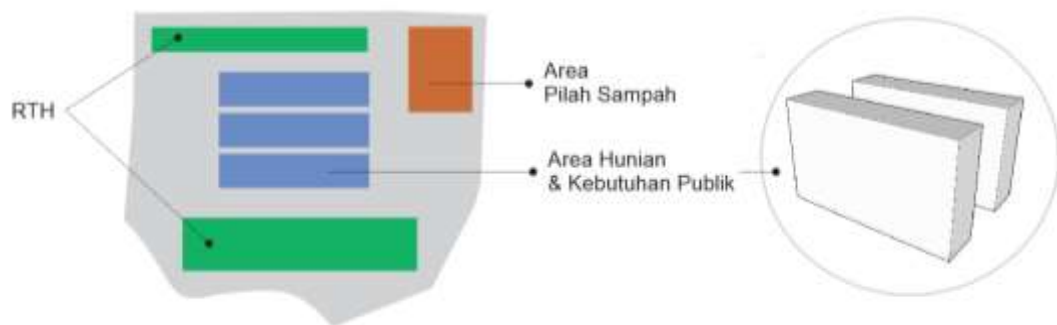 RTH
Area
Pilah Sampah
Area Hunian
& Kebutuhan Publik